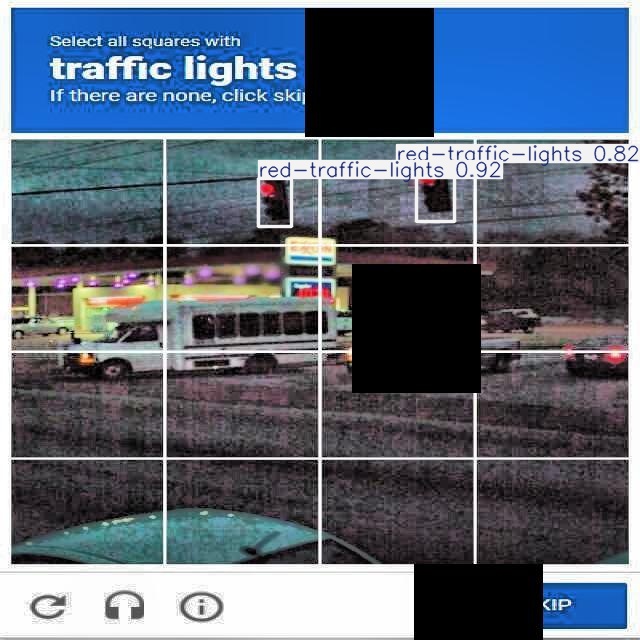 Select all squares with
traffic lights
If there are none, click skip
red-traffic-lights 0.82
red-traffic-lights 0.92
KIP